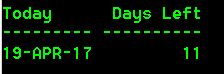 Today      Days Left
--------- ----------
19-APR-17         11